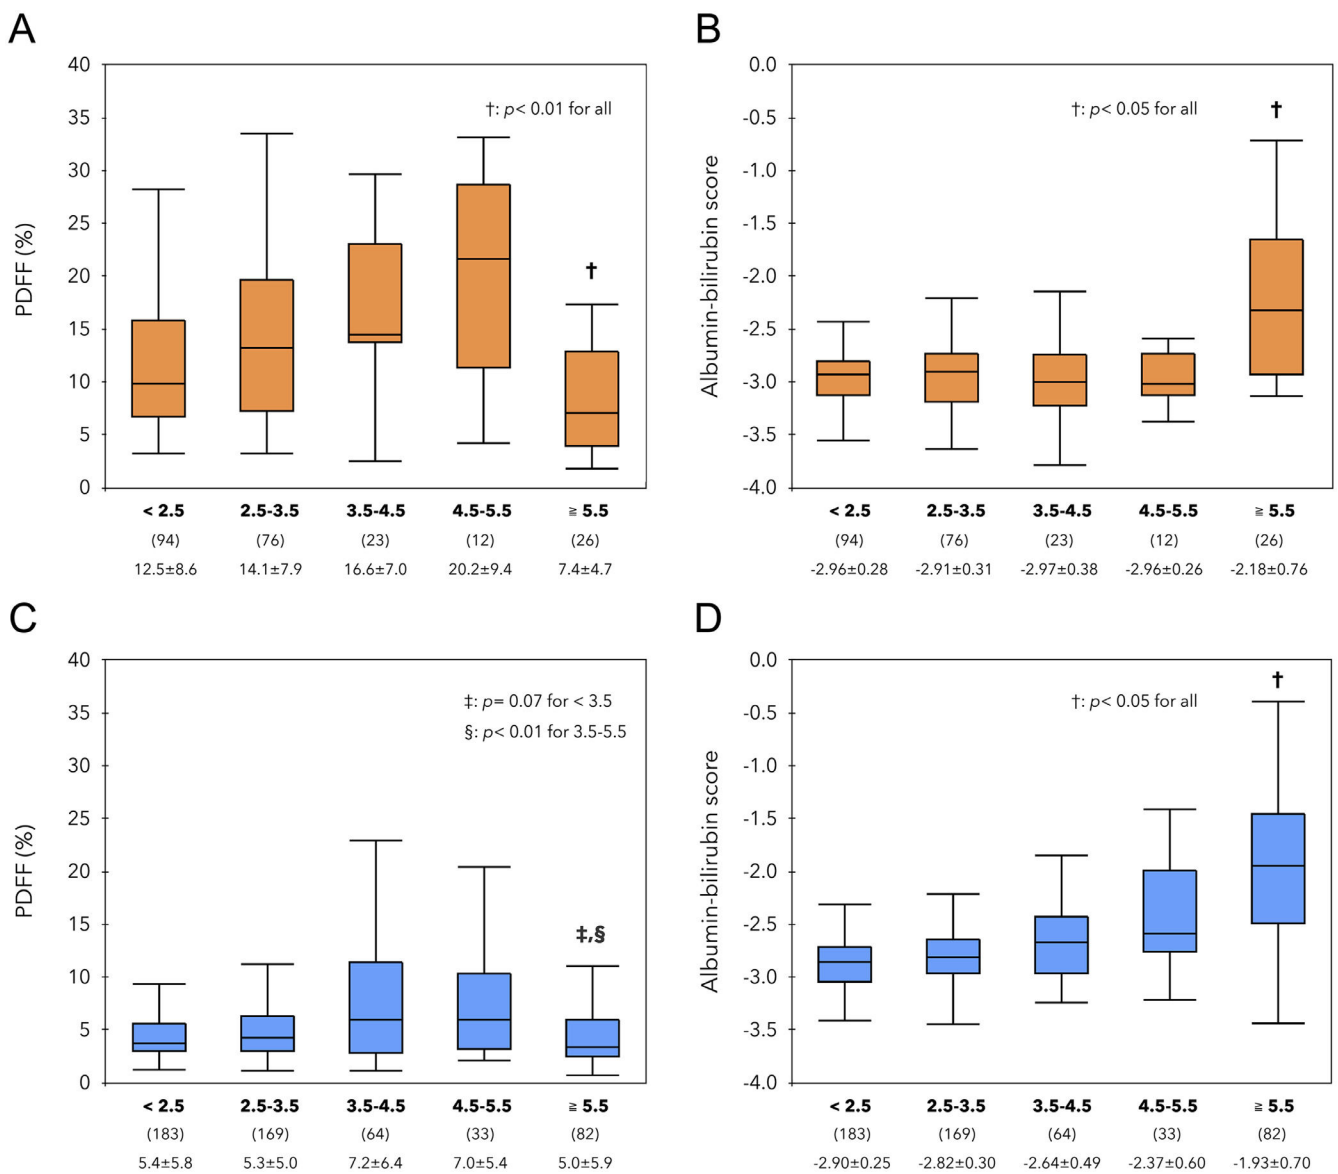 A
B
40
35
30
25
20
15
10
5
0
PDFF (%)
†: p< 0.01 for all
†
< 2.5 2.5-3.5 3.5-4.5 4.5-5.5 ≧ 5.5
(94) (76) (23) (12) (26)
12.5±8.6 14.1±7.9 16.6±7.0 20.2±9.4 7.4±4.7
0.0
-0.5
-1.0
-1.5
-2.0
-2.5
-3.0
-3.5
-4.0
Albumin-bilirubin score
†: p< 0.05 for all
†
< 2.5 2.5-3.5 3.5-4.5 4.5-5.5 ≧ 5.5
(94) (76) (23) (12) (26)
-2.96±0.28 -2.91±0.31 -2.97±0.38 -2.96±0.26 -2.18±0.76
C
D
40
35
30
25
20
15
10
5
0
PDFF (%)
‡: p= 0.07 for < 3.5
§: p< 0.01 for 3.5-5.5
‡,§
< 2.5 2.5-3.5 3.5-4.5 4.5-5.5 ≧ 5.5
(183) (169) (64) (33) (82)
5.4±5.8 5.3±5.0 7.2±6.4 7.0±5.4 5.0±5.9
0.0
-0.5
-1.0
-1.5
-2.0
-2.5
-3.0
-3.5
-4.0
Albumin-bilirubin score
†: p< 0.05 for all
†
< 2.5 2.5-3.5 3.5-4.5 4.5-5.5 ≧ 5.5
(183) (169) (64) (33) (82)
-2.90±0.25 -2.82±0.30 -2.64±0.49 -2.37±0.60 -1.93±0.70